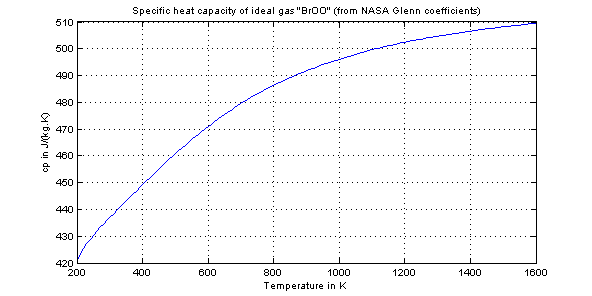 Specific heat capacity of ideal gas "BrOO" (from NASA Glenn coefficients)
510
500
490
480
470
460
450
440
430
420
cp in J/(kg.K)
200 400 600 800 1000 1200 1400 1600
Temperature in K